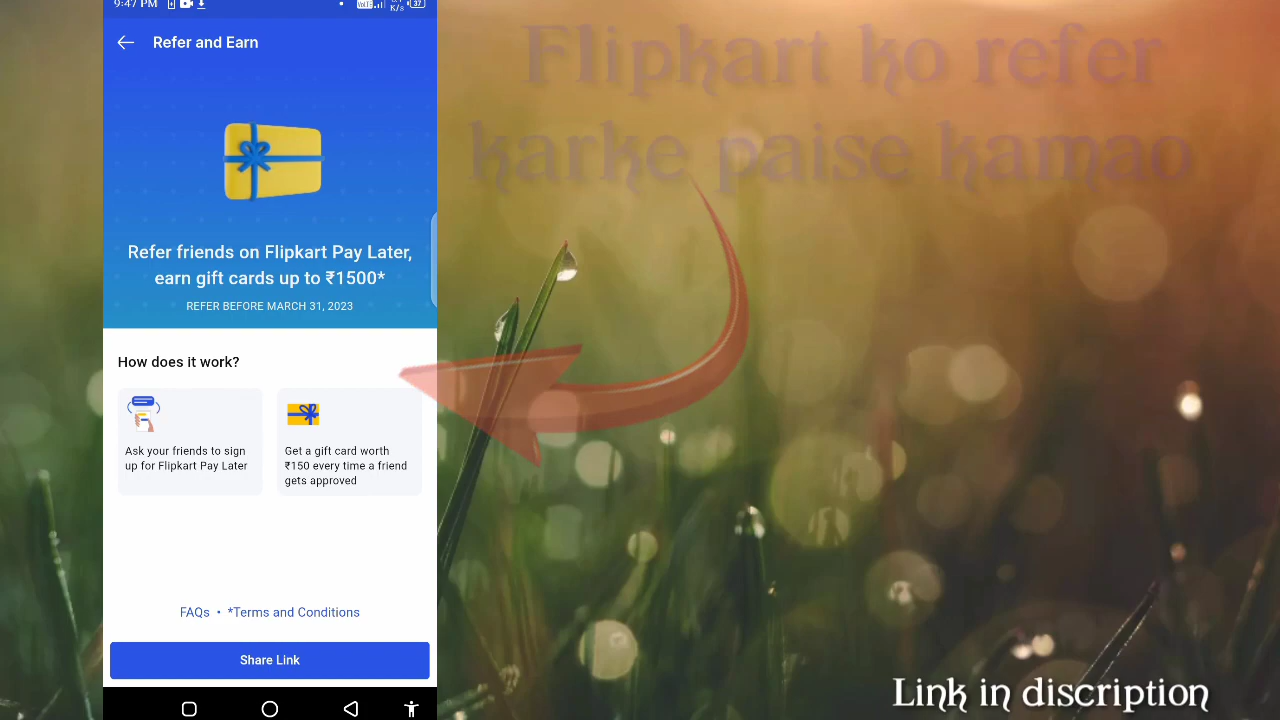 9:47 PM
37
Refer and Earn
Flipkart ko refer
karke paise kamao
Refer friends on Flipkart Pay Later,
earn gift cards up to ₹1500*
REFER BEFORE MARCH 31, 2023
How does it work?
Ask your friends to sign
up for Flipkart Pay Later
Get a gift card worth
₹150 every time a friend
gets approved
FAQs • *Terms and Conditions
Share Link
Link in discription